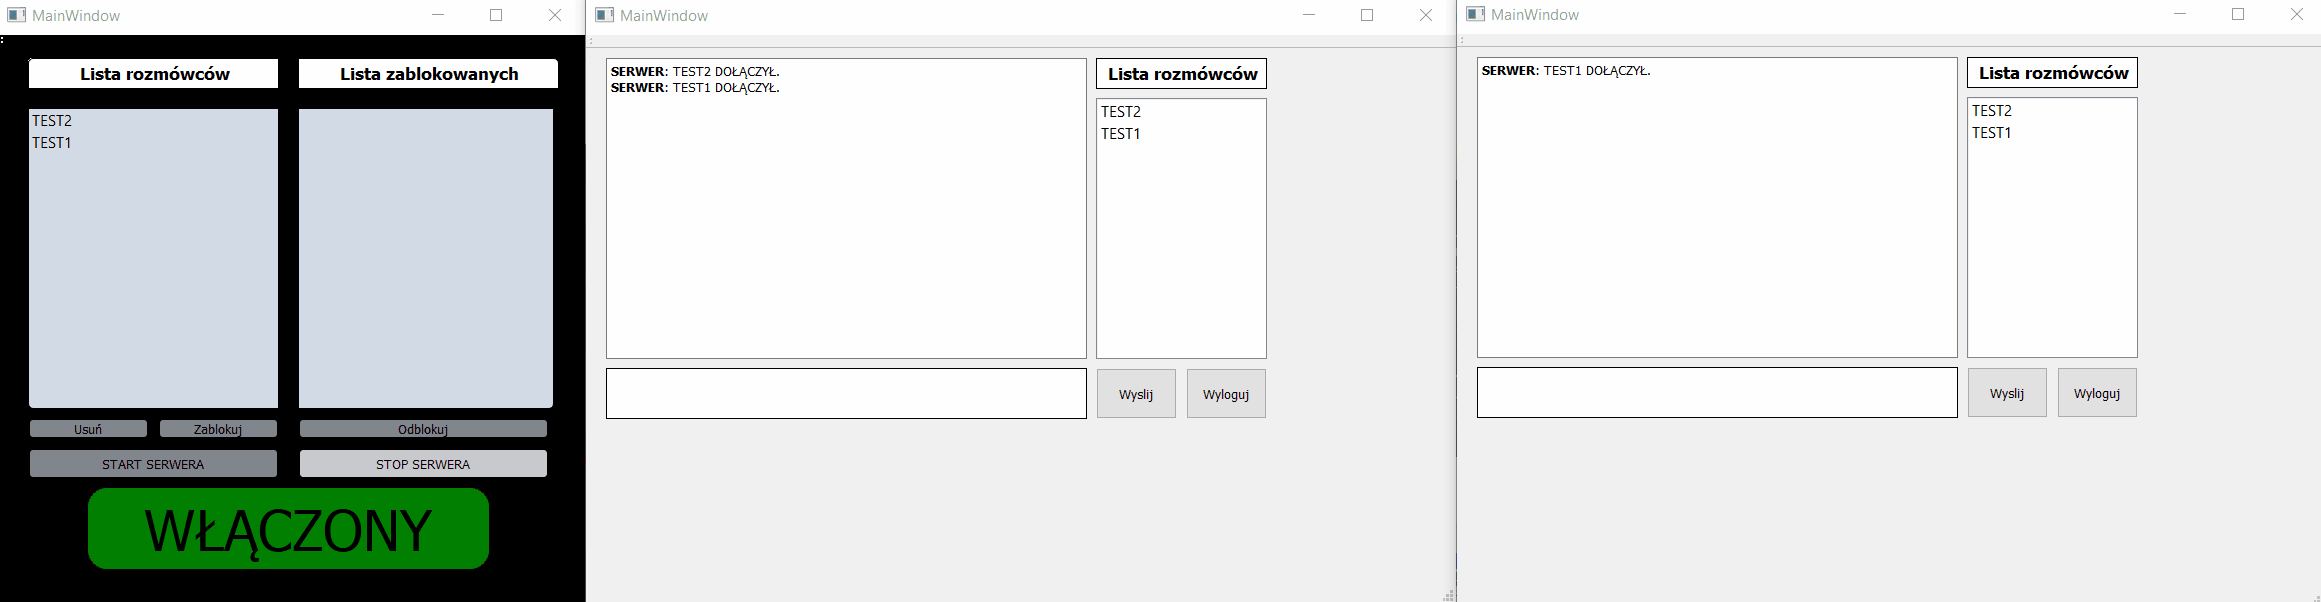 MainWindow
Lista rozmówców
Lista zablokowanych
TEST2
TEST1
Usuń
Zablokuj
Odblokuj
START SERWERA
STOP SERWERA
WŁĄCZONY
MainWindow
SERWER: TEST2 DOŁĄCZYŁ.
SERWER: TEST1 DOŁĄCZYŁ.
Lista rozmówców
TEST2
TEST1
Wyslij
Wyloguj
MainWindow
SERWER: TEST1 DOŁĄCZYŁ.
Lista rozmówców
TEST2
TEST1
Wyslij
Wyloguj